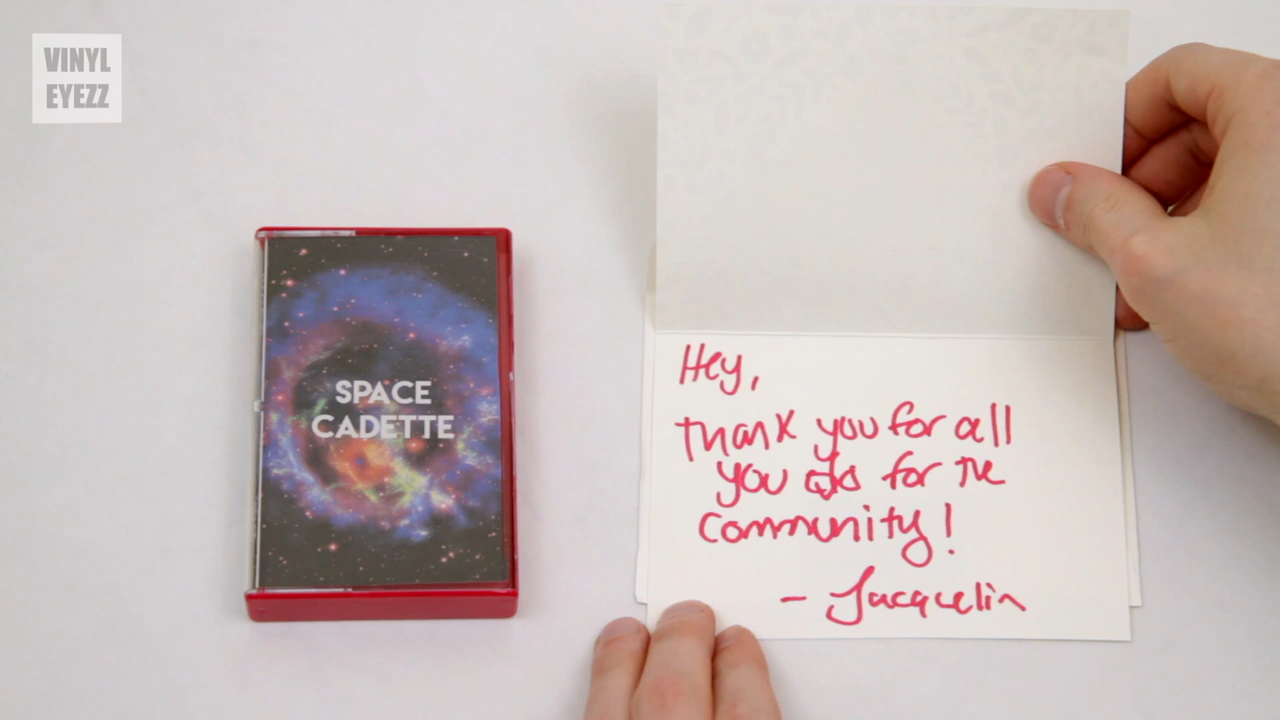 VINYL
EYEZZ
SPACE
CADETTE
Hey,
Thank you for all
you do for the
community!
- Jacquelin